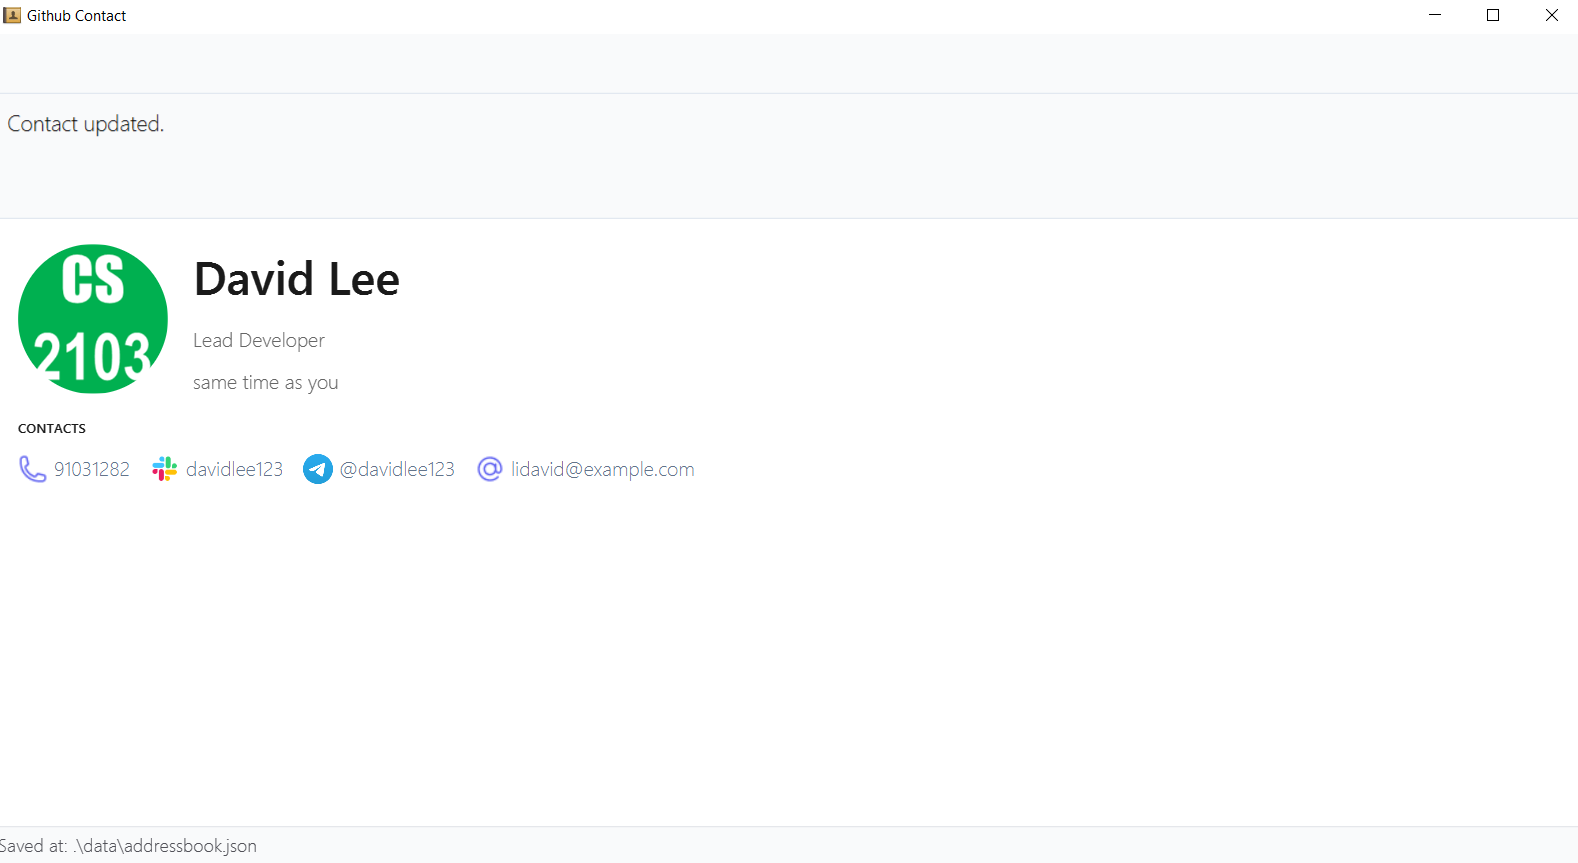 Github Contact
Contact updated.
CS
2103
David Lee
Lead Developer
same time as you
CONTACTS
91031282 davidlee123 @davidlee123 lidavid@example.com
Saved at: .\data\addressbook.json